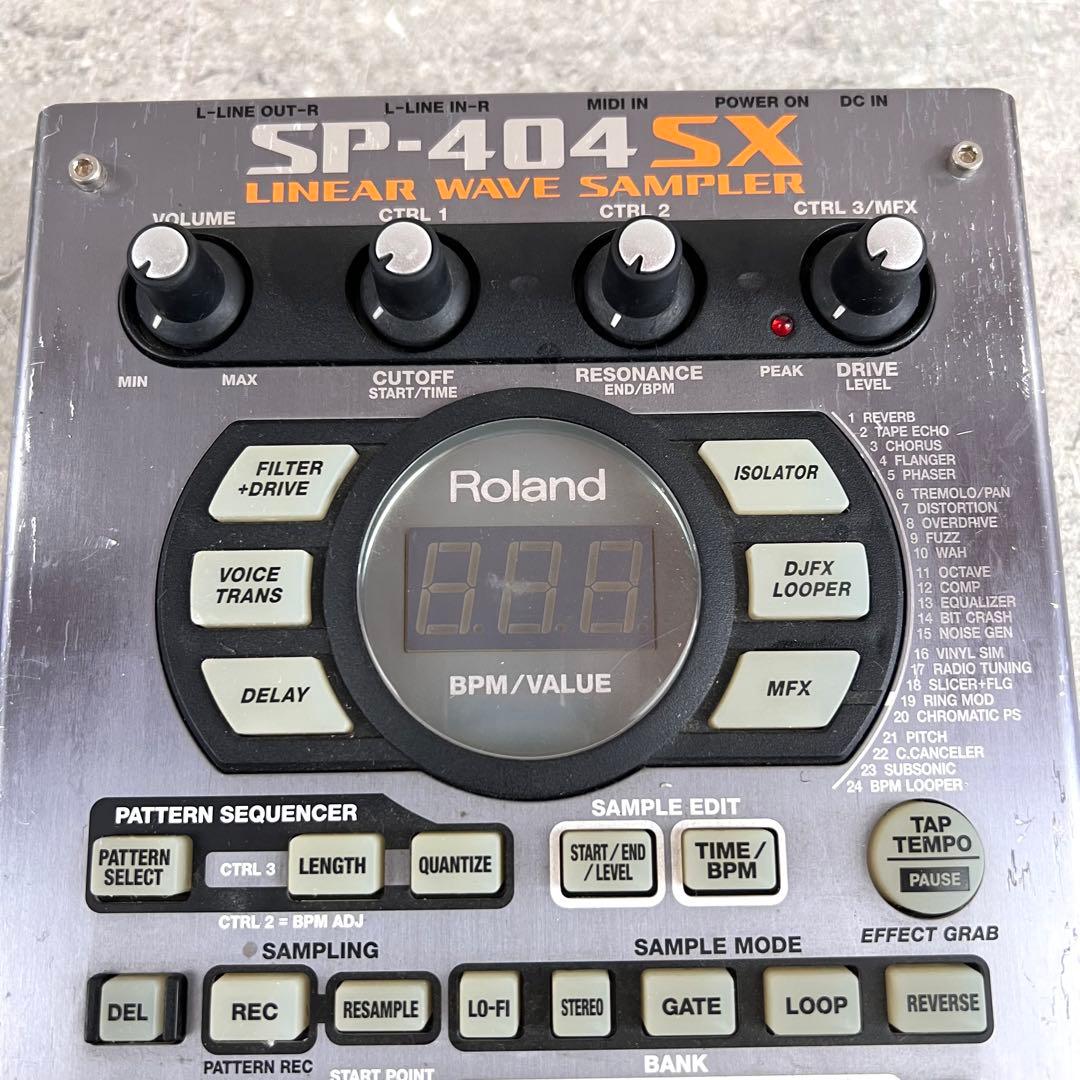 L-LINE OUT-R
L-LINE IN-R
MIDI IN
POWER ON
DC IN
SP-404SX
LINEAR WAVE SAMPLER
VOLUME
CTRL 1
CTRL 2
CTRL 3/MFX
MIN
MAX
CUTOFF
START/TIME
RESONANCE
END/BPM
PEAK
DRIVE
LEVEL
FILTER
+DRIVE
VOICE
TRANS
DELAY
Roland
BPM/VALUE
ISOLATOR
DJFX
LOOPER
MFX
1 REVERB
2 TAPE ECHO
3 CHORUS
4 FLANGER
5 PHASER
6 TREMOLO/PAN
7 DISTORTION
8 OVERDRIVE
9 FUZZ
10 WAH
11 OCTAVE
12 COMP
13 EQUALIZER
14 BIT CRASH
15 NOISE GEN
16 VINYL SIM
17 RADIO TUNING
18 SLICER+FLG
19 RING MOD
20 CHROMATIC PS
21 PITCH
22 C.CANCELER
23 SUBSONIC
24 BPM LOOPER
PATTERN SEQUENCER
PATTERN
SELECT
CTRL 3
LENGTH
QUANTIZE
CTRL 2 = BPM ADJ
SAMPLE EDIT
START/END
/LEVEL
TIME/
BPM
TAP
TEMPO
PAUSE
EFFECT GRAB
SAMPLING
SAMPLE MODE
DEL
REC
RESAMPLE
LO-FI
STEREO
GATE
LOOP
REVERSE
PATTERN REC
START POINT
BANK